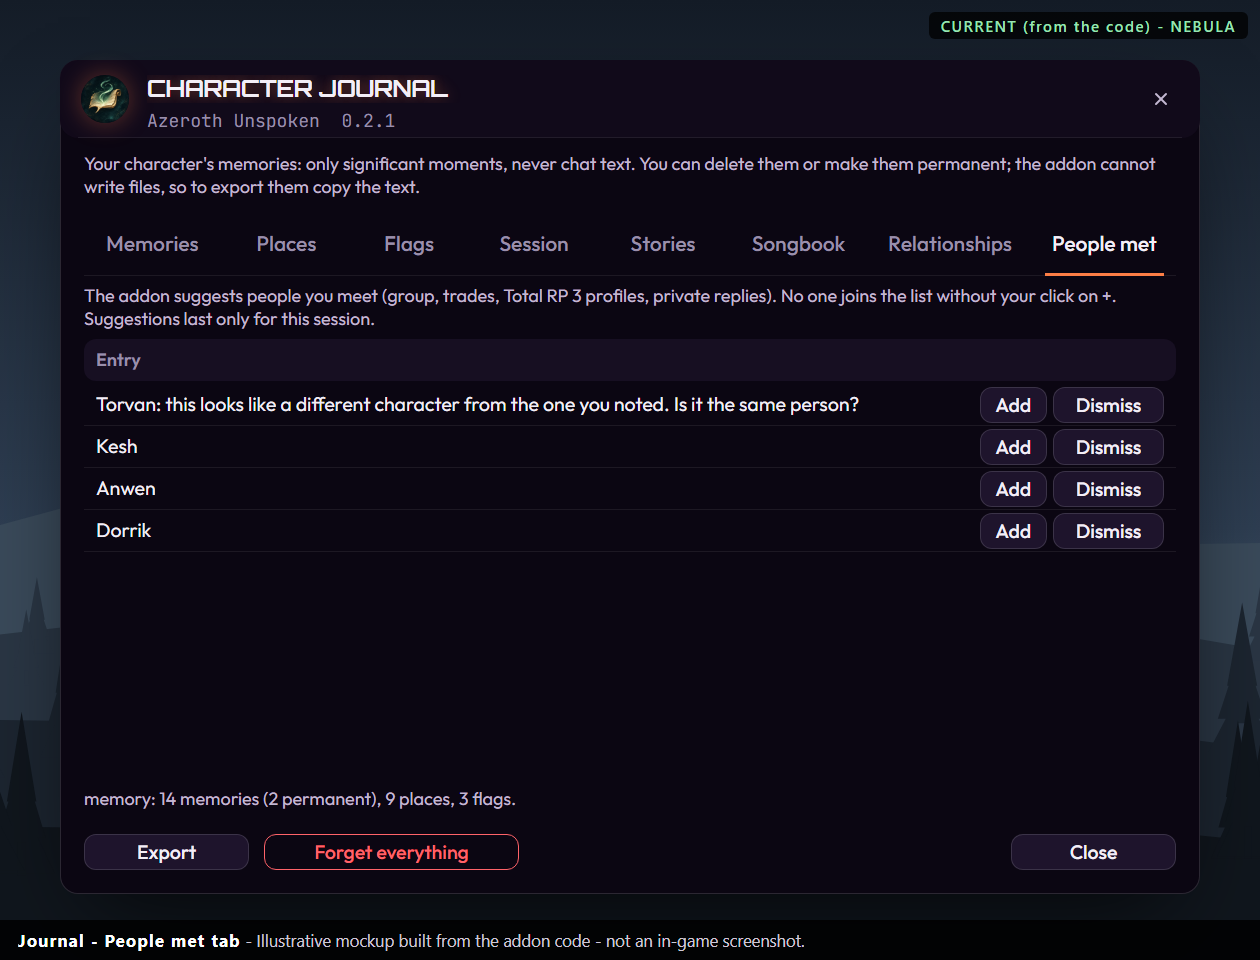 CURRENT (from the code) - NEBULA
CHARACTER JOURNAL
Azeroth Unspoken 0.2.1
Your character's memories: only significant moments, never chat text. You can delete them or make them permanent; the addon cannot
write files, so to export them copy the text.
Memories Places Flags Session Stories Songbook Relationships People met
The addon suggests people you meet (group, trades, Total RP 3 profiles, private replies). No one joins the list without your click on +.
Suggestions last only for this session.
Entry
Torvan: this looks like a different character from the one you noted. Is it the same person? Add Dismiss
Kesh Add Dismiss
Anwen Add Dismiss
Dorrik Add Dismiss
memory: 14 memories (2 permanent), 9 places, 3 flags.
Export Forget everything Close
Journal - People met tab - Illustrative mockup built from the addon code - not an in-game screenshot.